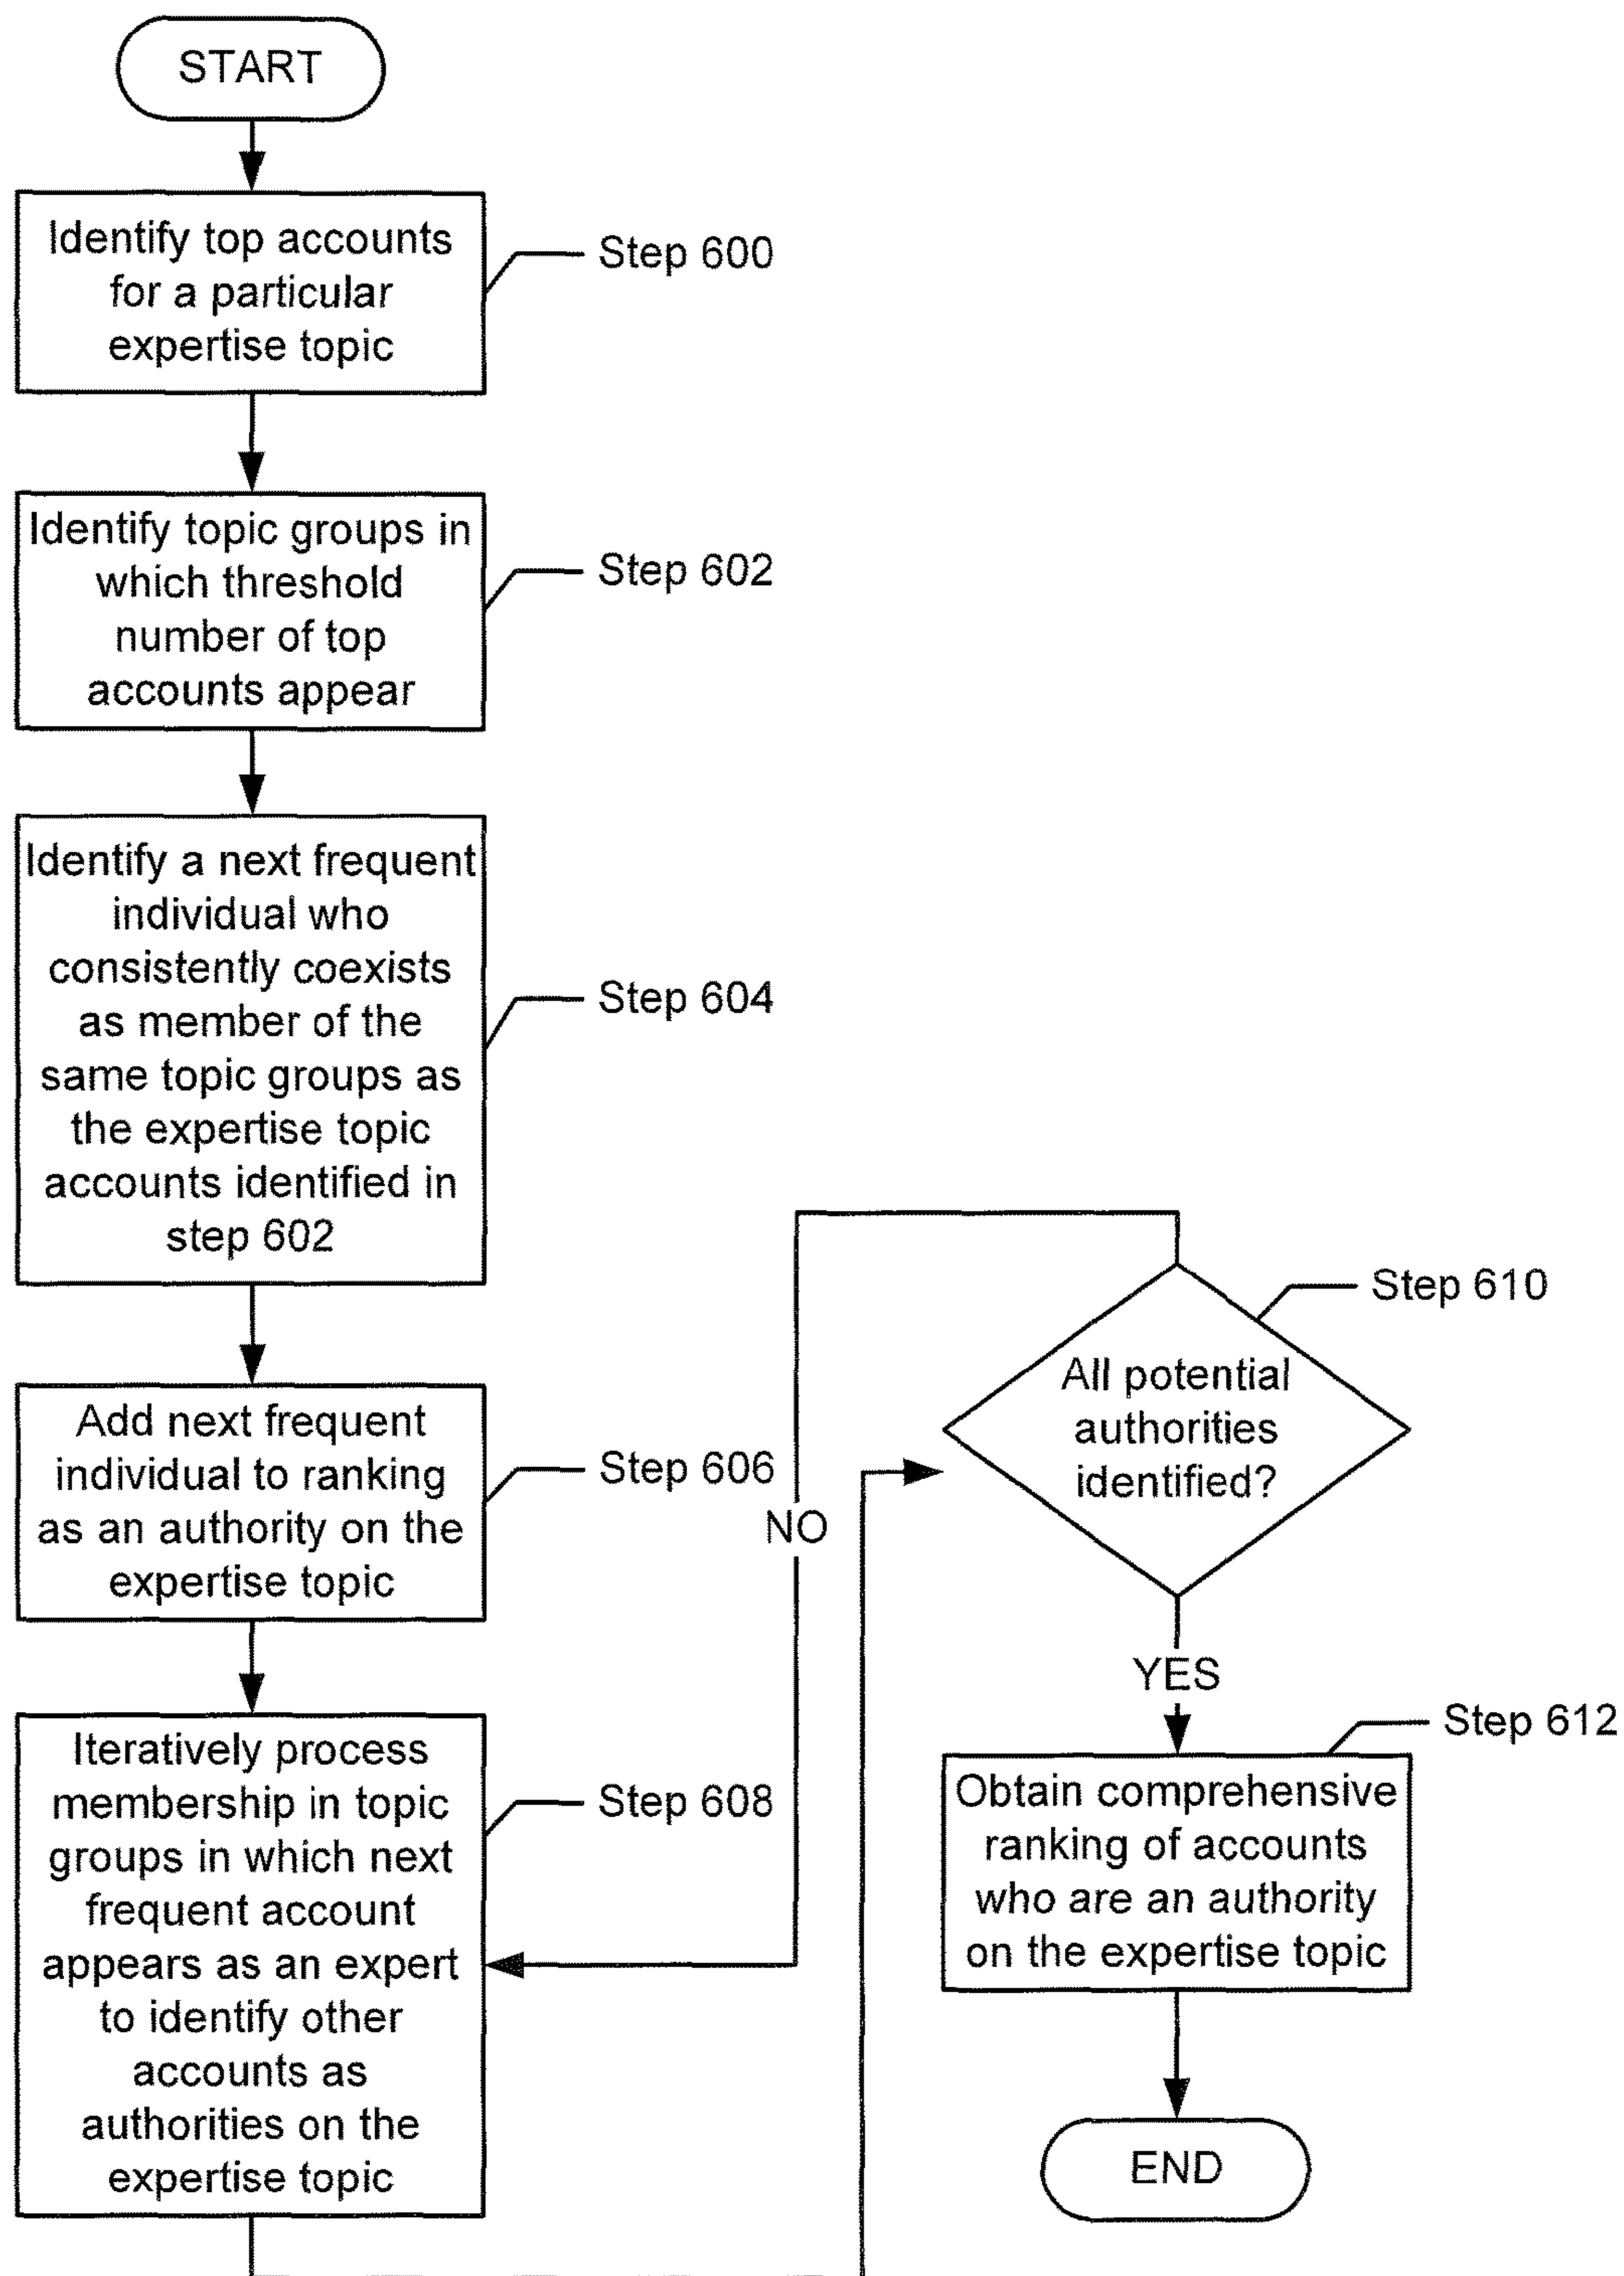 START
Identify top accounts
for a particular
expertise topic
Step 600
Identify topic groups in
which threshold
number of top
accounts appear
Step 602
Identify a next frequent
individual who
consistently coexists
as member of the
same topic groups as
the expertise topic
accounts identified in
step 602
Step 604
Add next frequent
individual to ranking
as an authority on the
expertise topic
Step 606
Iteratively process
membership in topic
groups in which next
frequent account
appears as an expert
to identify other
accounts as
authorities on the
expertise topic
Step 608
NO
All potential
authorities
identified?
Step 610
YES
Step 612
Obtain comprehensive
ranking of accounts
who are an authority
on the expertise topic
END